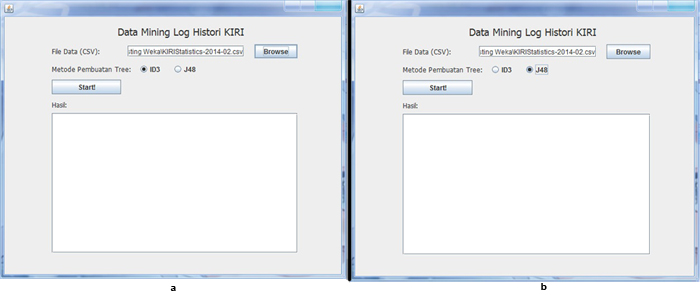 Data Mining Log Histori KIRI
File Data (CSV): sting Weka\KIRIStatistics-2014-02.csv Browse
Metode Pembuatan Tree: ID3 J48
Start!
Hasil:
a
Data Mining Log Histori KIRI
File Data (CSV): sting Weka\KIRIStatistics-2014-02.csv Browse
Metode Pembuatan Tree: ID3 J48
Start!
Hasil:
b